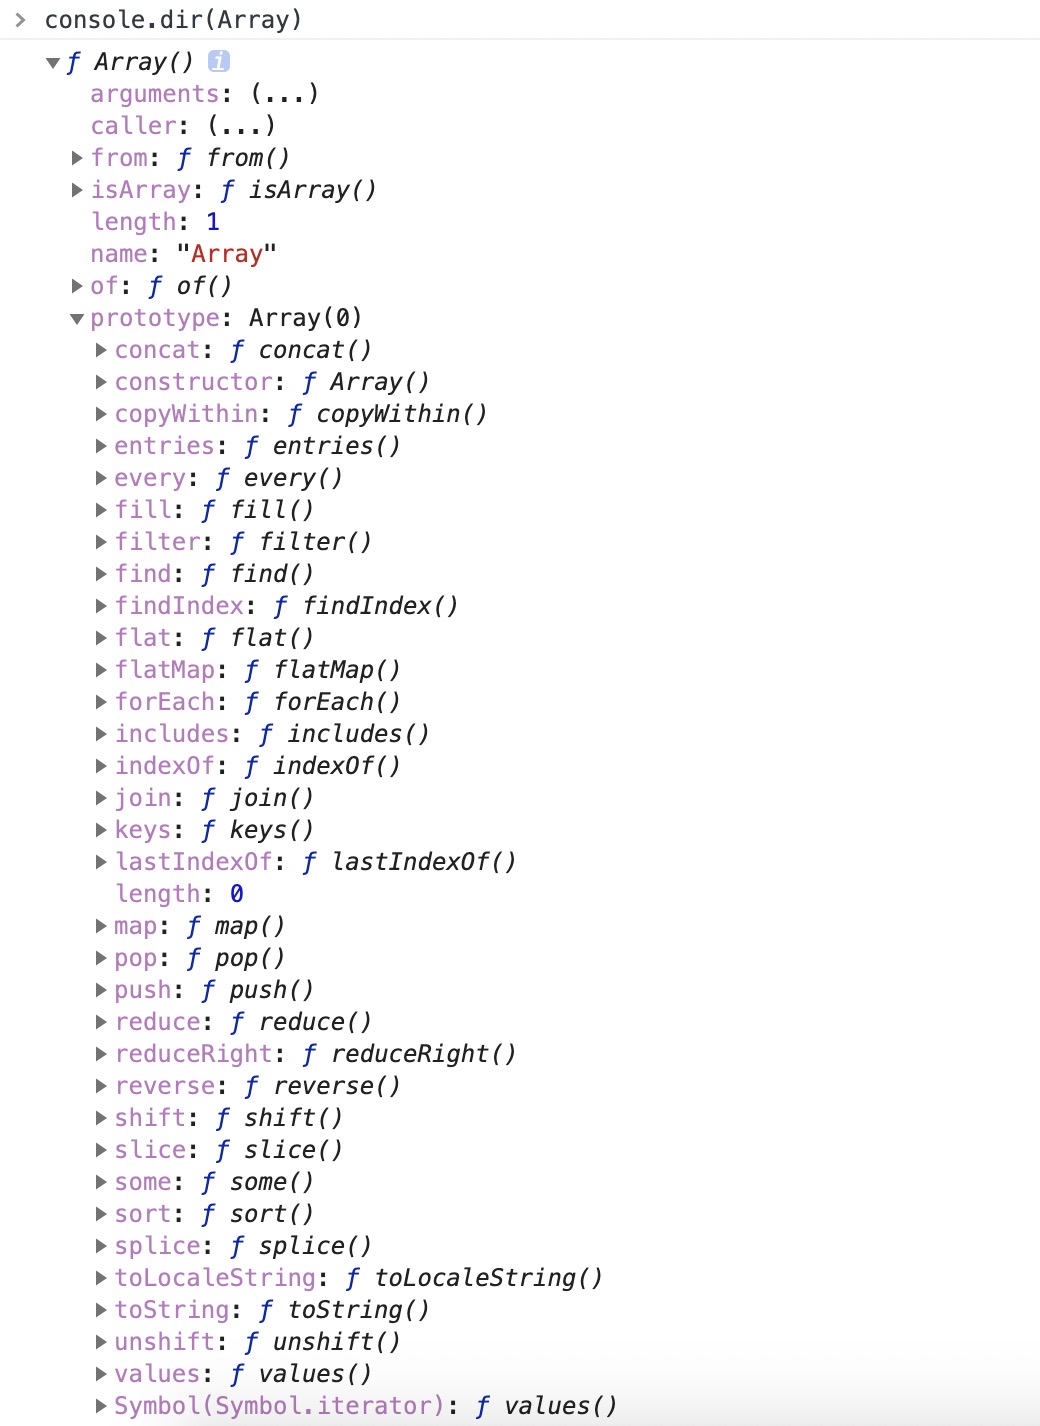 > console.dir(Array)
▼ ƒ Array() i
arguments: (...)
caller: (...)
▶ from: ƒ from()
▶ isArray: ƒ isArray()
length: 1
name: "Array"
▶ of: ƒ of()
▼ prototype: Array(0)
▶ concat: ƒ concat()
▶ constructor: ƒ Array()
▶ copyWithin: ƒ copyWithin()
▶ entries: ƒ entries()
▶ every: ƒ every()
▶ fill: ƒ fill()
▶ filter: ƒ filter()
▶ find: ƒ find()
▶ findIndex: ƒ findIndex()
▶ flat: ƒ flat()
▶ flatMap: ƒ flatMap()
▶ forEach: ƒ forEach()
▶ includes: ƒ includes()
▶ indexOf: ƒ indexOf()
▶ join: ƒ join()
▶ keys: ƒ keys()
▶ lastIndexOf: ƒ lastIndexOf()
length: 0
▶ map: ƒ map()
▶ pop: ƒ pop()
▶ push: ƒ push()
▶ reduce: ƒ reduce()
▶ reduceRight: ƒ reduceRight()
▶ reverse: ƒ reverse()
▶ shift: ƒ shift()
▶ slice: ƒ slice()
▶ some: ƒ some()
▶ sort: ƒ sort()
▶ splice: ƒ splice()
▶ toLocaleString: ƒ toLocaleString()
▶ toString: ƒ toString()
▶ unshift: ƒ unshift()
▶ values: ƒ values()
▶ Symbol(Symbol.iterator): ƒ values()